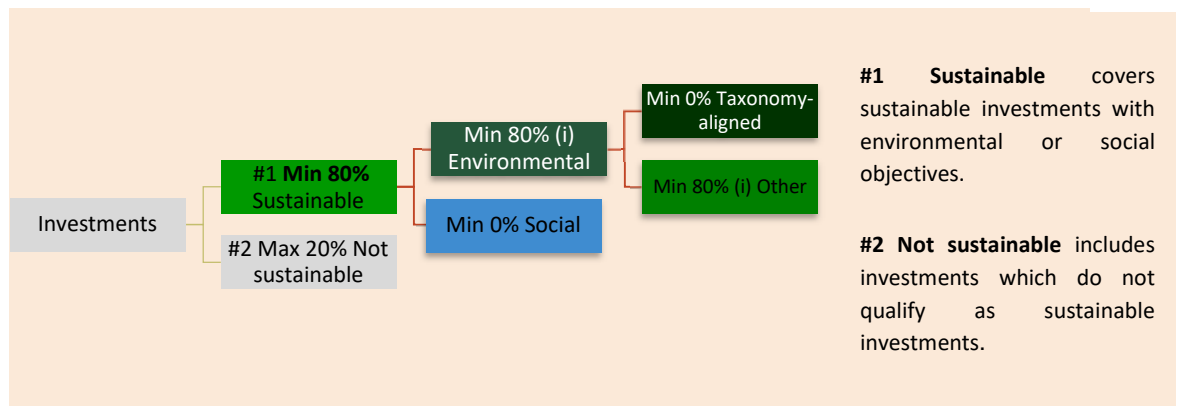 Investments
#1 Min 80%
Sustainable
#2 Max 20% Not
sustainable
Min 80% (i)
Environmental
Min 0% Social
Min 0% Taxonomy-
aligned
Min 80% (i) Other
#1 Sustainable covers
sustainable investments with
environmental or social
objectives.
#2 Not sustainable includes
investments which do not
qualify as sustainable
investments.